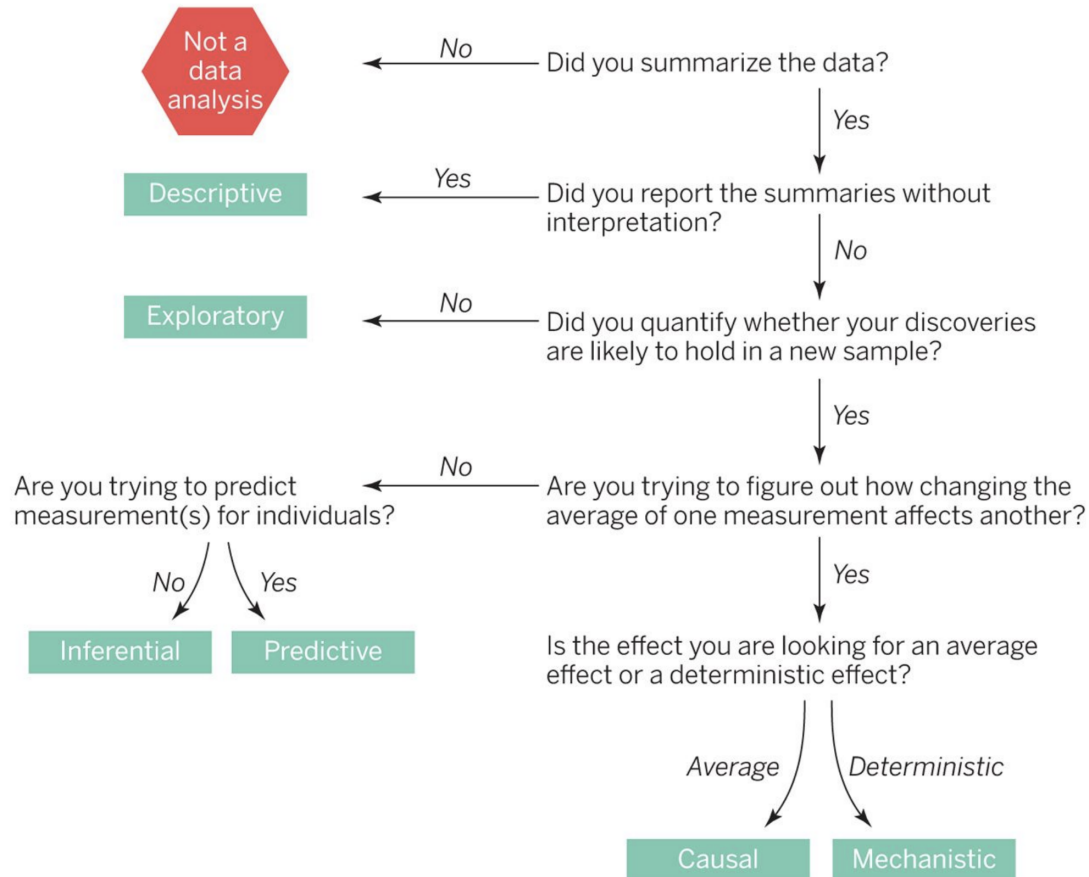 Not a
data
analysis
No
Did you summarize the data?
Yes
Descriptive
Yes
Did you report the summaries without
interpretation?
No
Exploratory
No
Did you quantify whether your discoveries
are likely to hold in a new sample?
Yes
Are you trying to predict
measurement(s) for individuals?
No
Are you trying to figure out how changing the
average of one measurement affects another?
No
Yes
Yes
Inferential
Predictive
Is the effect you are looking for an average
effect or a deterministic effect?
Average
Deterministic
Causal
Mechanistic